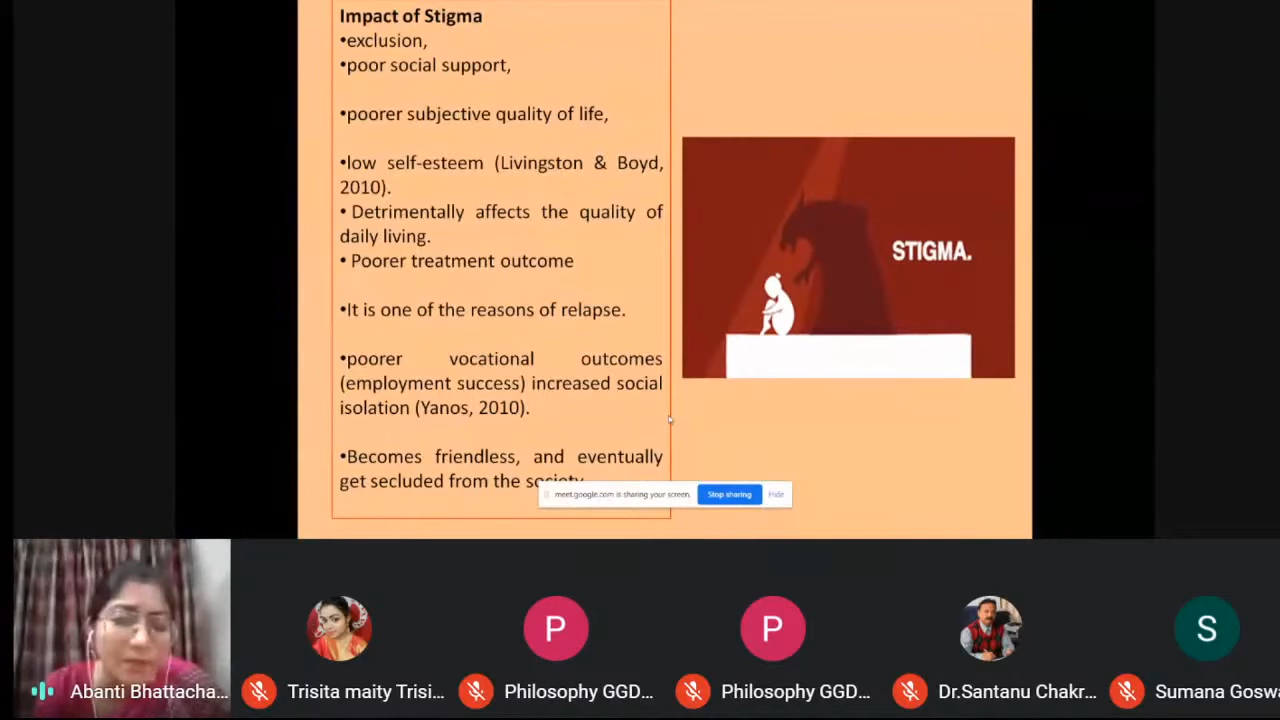 Impact of Stigma
•exclusion,
•poor social support,
•poorer subjective quality of life,
•low self-esteem (Livingston & Boyd,
2010).
• Detrimentally affects the quality of
daily living.
• Poorer treatment outcome
•It is one of the reasons of relapse.
•poorer vocational outcomes
(employment success) increased social
isolation (Yanos, 2010).
•Becomes friendless, and eventually
get secluded from the society
STIGMA.
meet.google.com is sharing your screen. Stop sharing Hide
P P S
Abanti Bhattacha... Trisita maity Trisi... Philosophy GGD... Philosophy GGD... Dr.Santanu Chakr... Sumana Gosw